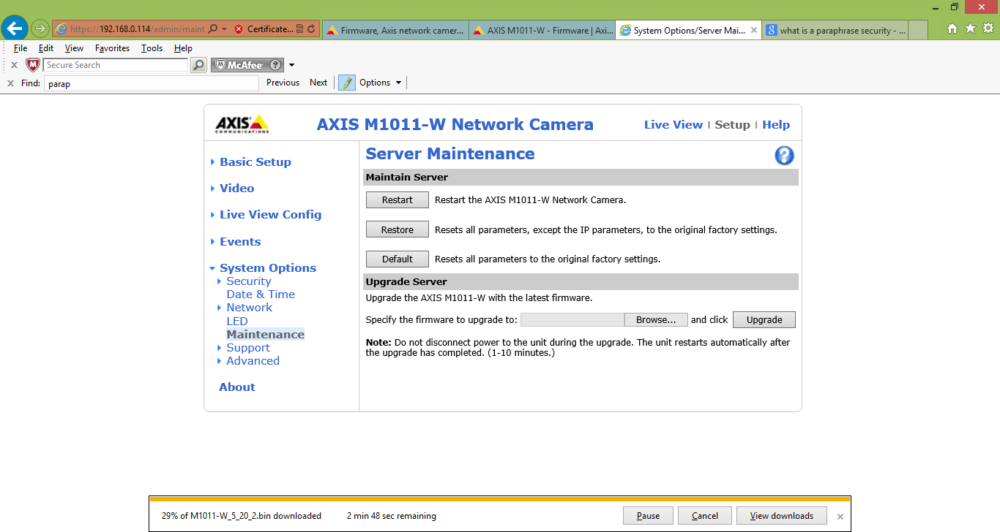 https://192.168.0.114/admin/maint
Certificate...
Firmware, Axis network camer...
AXIS M1011-W - Firmware | Axi...
System Options/Server Mai...
what is a paraphrase security - ...
File Edit View Favorites Tools Help
Secure Search
McAfee
Find: parap Previous Next Options
AXIS
COMMUNICATIONS
AXIS M1011-W Network Camera
Live View | Setup | Help
Basic Setup
Video
Live View Config
Events
System Options
Security
Date & Time
Network
LED
Maintenance
Support
Advanced
About
Server Maintenance
Maintain Server
Restart Restart the AXIS M1011-W Network Camera.
Restore Resets all parameters, except the IP parameters, to the original factory settings.
Default Resets all parameters to the original factory settings.
Upgrade Server
Upgrade the AXIS M1011-W with the latest firmware.
Specify the firmware to upgrade to: Browse... and click Upgrade
Note: Do not disconnect power to the unit during the upgrade. The unit restarts automatically after
the upgrade has completed. (1-10 minutes.)
29% of M1011-W_5_20_2.bin downloaded 2 min 48 sec remaining Pause Cancel View downloads